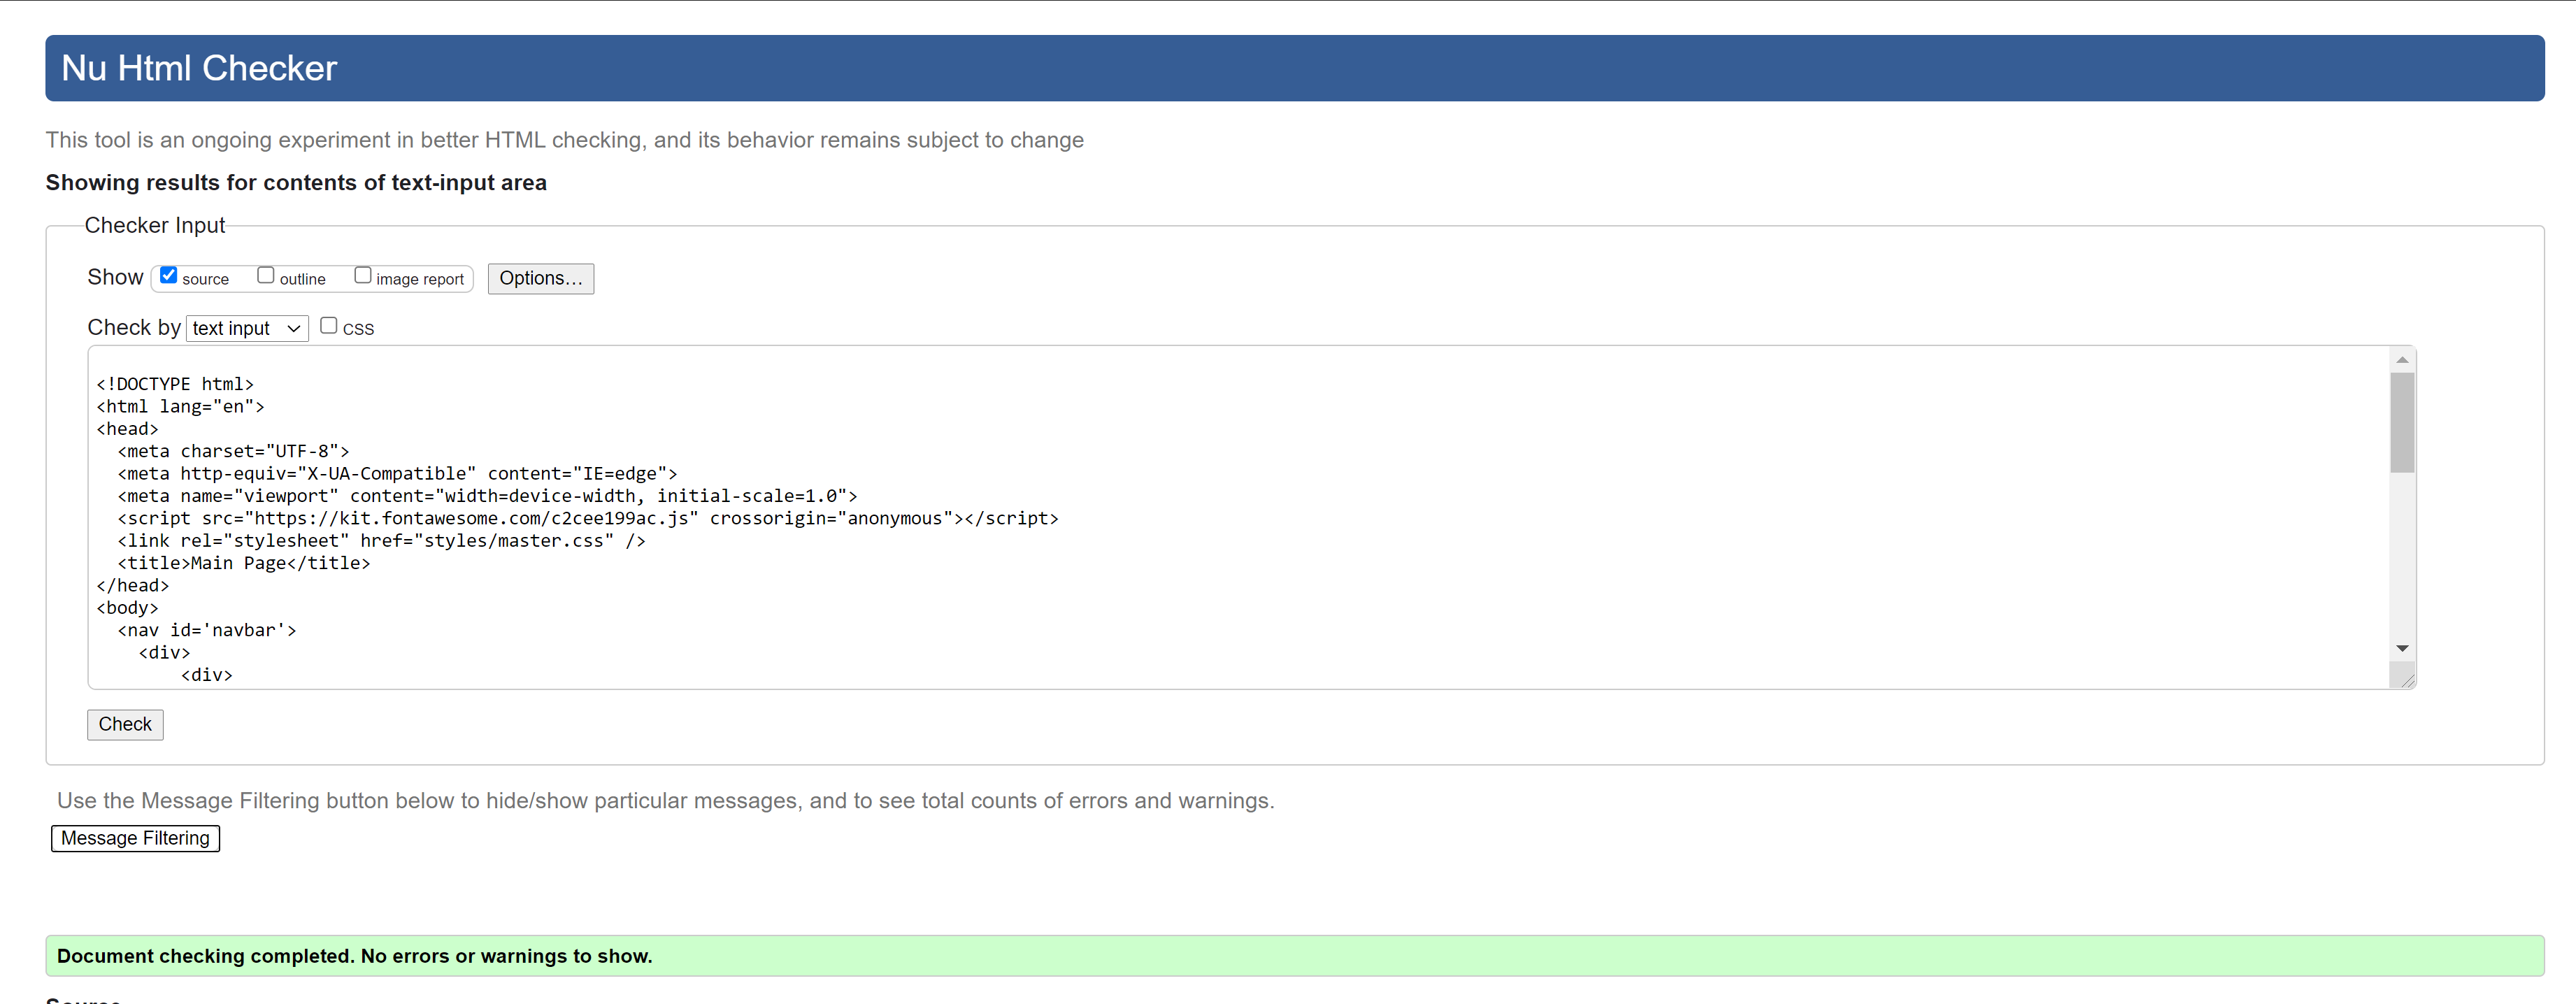 Nu Html Checker
This tool is an ongoing experiment in better HTML checking, and its behavior remains subject to change
Showing results for contents of text-input area
Checker Input
Show source outline image report Options...
Check by text input CSS
<!DOCTYPE html>
<html lang="en">
<head>
  <meta charset="UTF-8">
  <meta http-equiv="X-UA-Compatible" content="IE=edge">
  <meta name="viewport" content="width=device-width, initial-scale=1.0">
  <script src="https://kit.fontawesome.com/c2cee199ac.js" crossorigin="anonymous"></script>
  <link rel="stylesheet" href="styles/master.css" />
  <title>Main Page</title>
</head>
<body>
  <nav id='navbar'>
    <div>
        <div>
Check
Use the Message Filtering button below to hide/show particular messages, and to see total counts of errors and warnings.
Message Filtering
Document checking completed. No errors or warnings to show.
Source